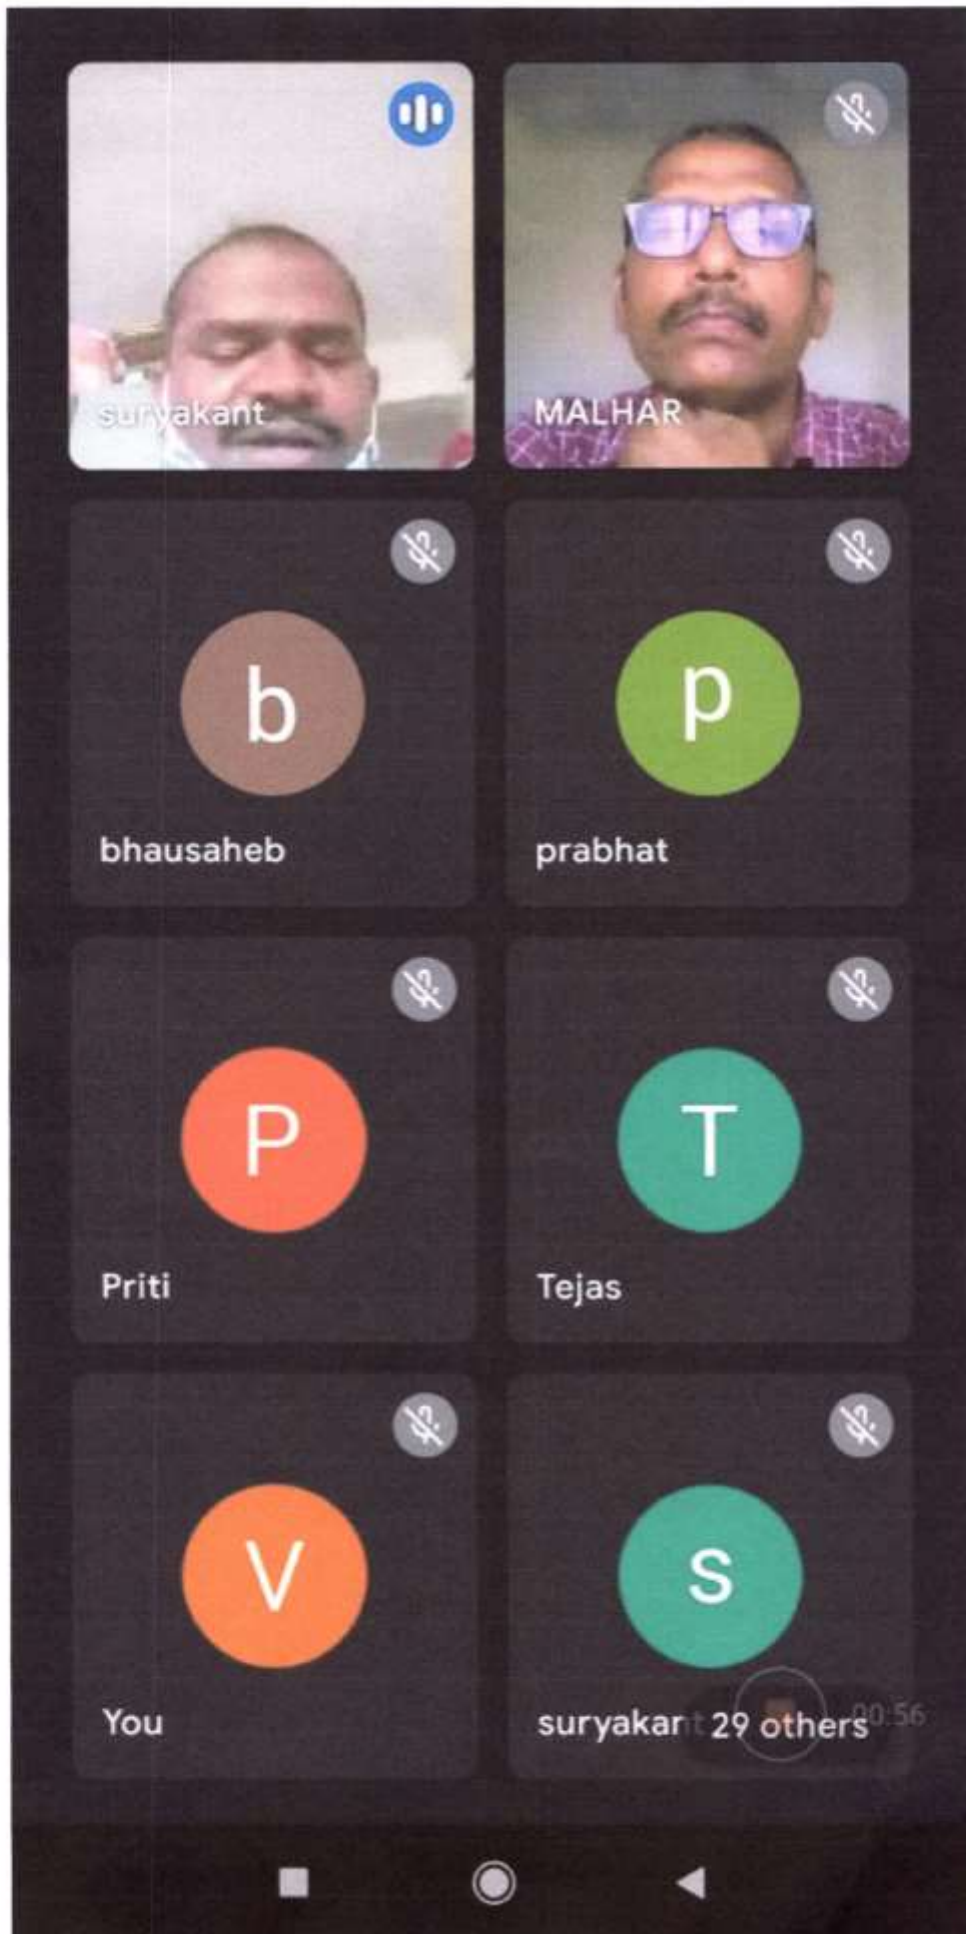 suryakant
MALHAR
b
p
bhausaheb
prabhat
P
T
Priti
Tejas
V
s
You
suryakant 29 others
00:56